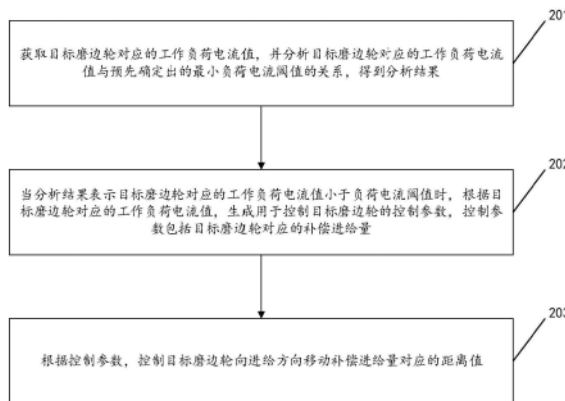 201
获取目标磨边轮对应的工作负荷电流值,并分析目标磨边轮对应的工作负荷电流
值与预先确定出的最小负荷电流阈值的关系,得到分析结果
202
当分析结果表示目标磨边轮对应的工作负荷电流值小于负荷电流阈值时,根据目
标磨边轮对应的工作负荷电流值,生成用于控制目标磨边轮的控制参数,控制参
数包括目标磨边轮对应的补偿进给量
203
根据控制参数,控制目标磨边轮向进给方向移动补偿进给量对应的距离值